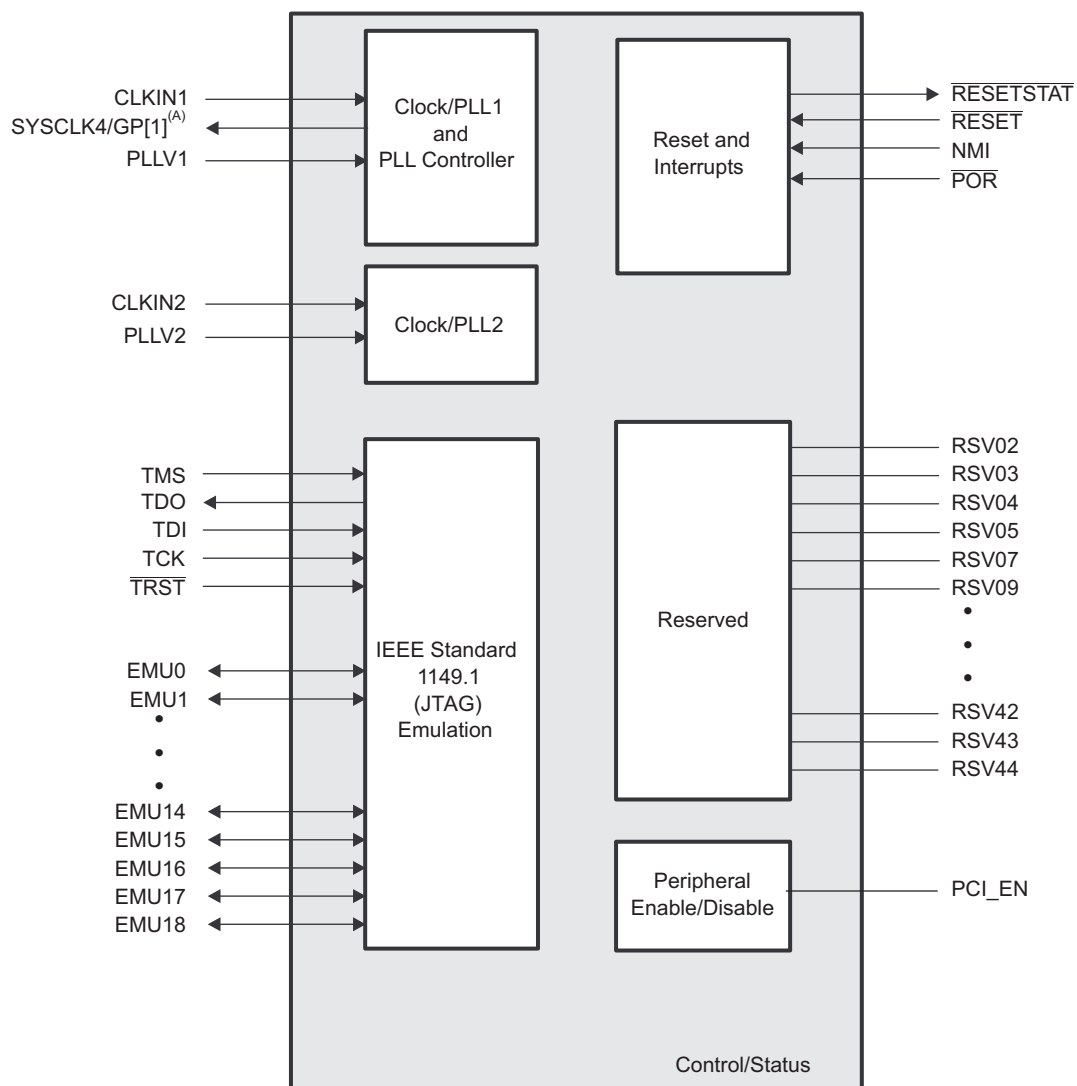 CLKIN1
SYSCLK4/GP[1](A)
PLLV1
Clock/PLL1
and
PLL Controller
Reset and
Interrupts
RESETSTAT
RESET
NMI
POR
CLKIN2
PLLV2
Clock/PLL2
TMS
TDO
TDI
TCK
TRST
EMU0
EMU1
EMU14
EMU15
EMU16
EMU17
EMU18
IEEE Standard
1149.1
(JTAG)
Emulation
Reserved
RSV02
RSV03
RSV04
RSV05
RSV07
RSV09
RSV42
RSV43
RSV44
Peripheral
Enable/Disable
PCI_EN
Control/Status